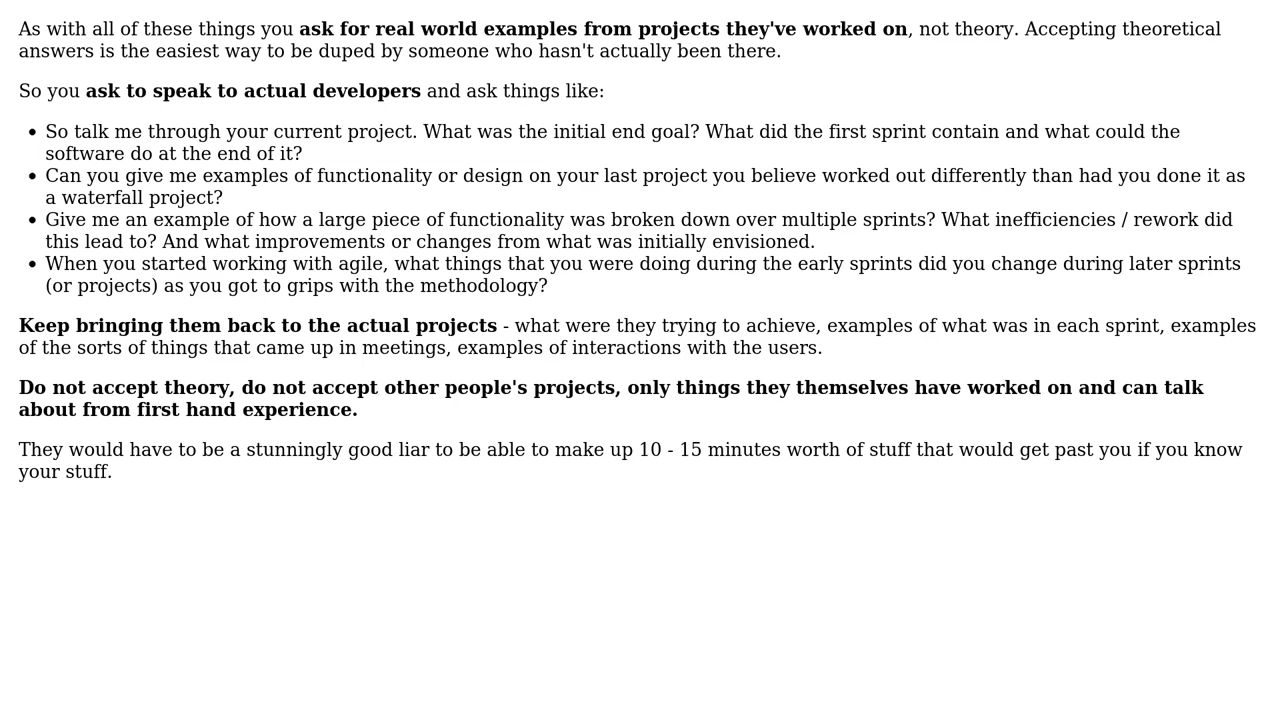 As with all of these things you ask for real world examples from projects they've worked on, not theory. Accepting theoretical
answers is the easiest way to be duped by someone who hasn't actually been there.
So you ask to speak to actual developers and ask things like:
• So talk me through your current project. What was the initial end goal? What did the first sprint contain and what could the
software do at the end of it?
• Can you give me examples of functionality or design on your last project you believe worked out differently than had you done it as
a waterfall project?
• Give me an example of how a large piece of functionality was broken down over multiple sprints? What inefficiencies / rework did
this lead to? And what improvements or changes from what was initially envisioned.
• When you started working with agile, what things that you were doing during the early sprints did you change during later sprints
(or projects) as you got to grips with the methodology?
Keep bringing them back to the actual projects - what were they trying to achieve, examples of what was in each sprint, examples
of the sorts of things that came up in meetings, examples of interactions with the users.
Do not accept theory, do not accept other people's projects, only things they themselves have worked on and can talk
about from first hand experience.
They would have to be a stunningly good liar to be able to make up 10 - 15 minutes worth of stuff that would get past you if you know
your stuff.